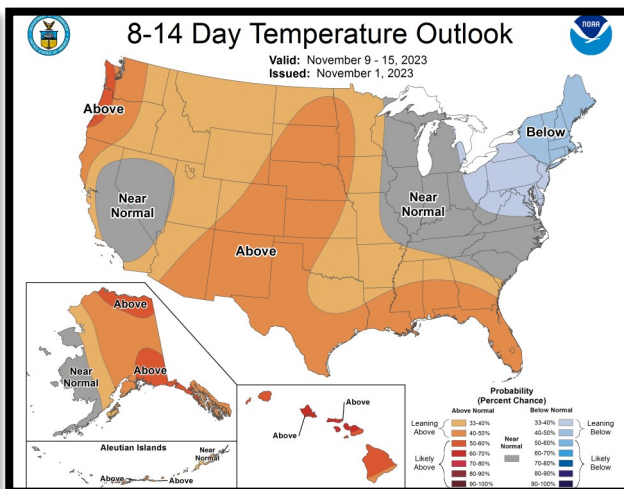 8-14 Day Temperature Outlook
Valid: November 9 - 15, 2023
Issued: November 1, 2023
NOAA
Above
Near
Normal
Above
Near
Normal
Below
Above
Near
Normal
Above
Aleutian Islands
Near
Normal
Above
Above
Above
Above
Probability
(Percent Chance)
Above Normal
Below Normal
Leaning
Above
33-40%
40-50%
33-40%
40-50%
Leaning
Below
Near
Normal
Likely
Above
50-60%
60-70%
70-80%
80-90%
90-100%
50-60%
60-70%
70-80%
80-90%
90-100%
Likely
Below